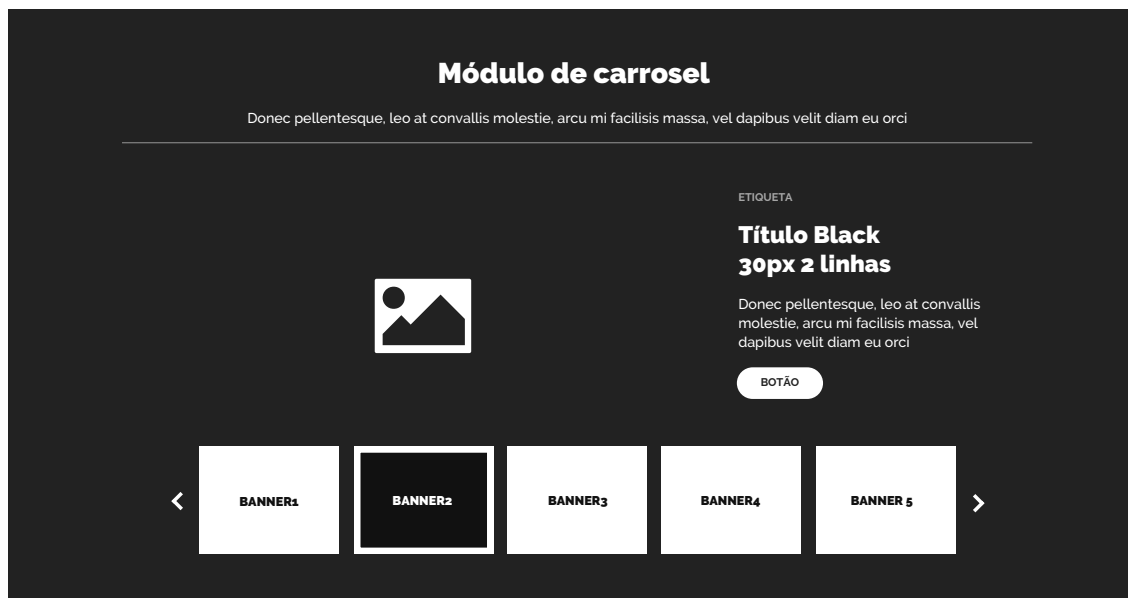 Módulo de carrosel
Donec pellentesque, leo at convallis molestie, arcu mi facilisis massa, vel dapibus velit diam eu orci
ETIQUETA
Título Black
30px 2 linhas
Donec pellentesque, leo at convallis
molestie, arcu mi facilisis massa, vel
dapibus velit diam eu orci
BOTÃO
BANNER1
BANNER2
BANNER3
BANNER4
BANNER 5